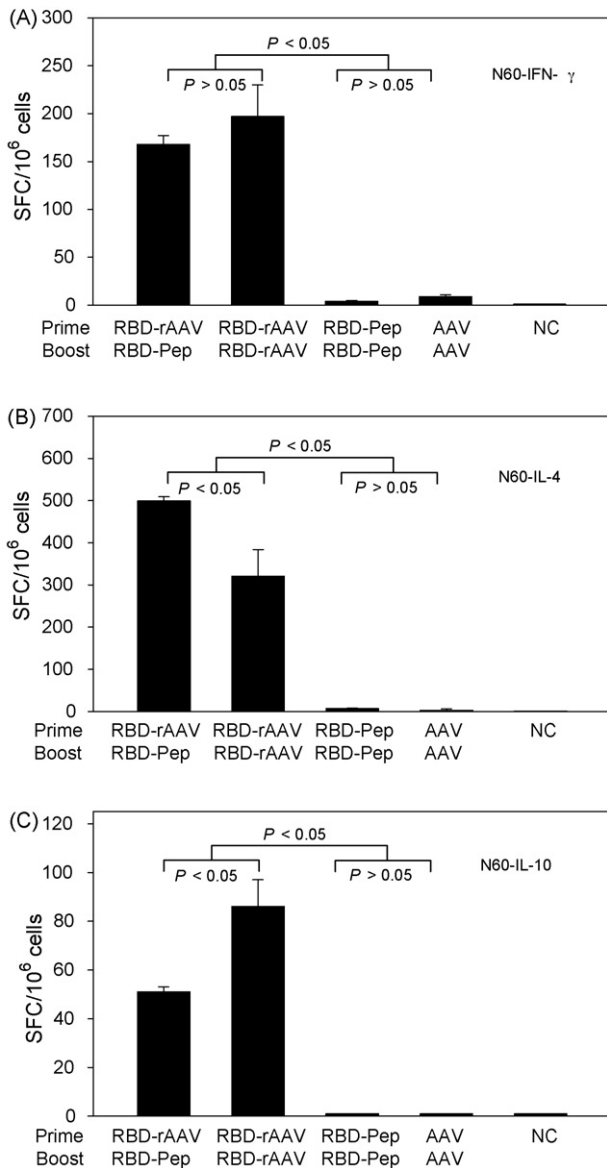 (A)
300
250
200
150
100
50
0
SFC/10⁶ cells
P < 0.05
P > 0.05 P > 0.05
N60-IFN- γ
Prime RBD-rAAV RBD-rAAV RBD-Pep AAV NC
Boost RBD-Pep RBD-rAAV RBD-Pep AAV
(B)
700
600
500
400
300
200
100
0
SFC/10⁶ cells
P < 0.05
P < 0.05 P > 0.05
N60-IL-4
Prime RBD-rAAV RBD-rAAV RBD-Pep AAV NC
Boost RBD-Pep RBD-rAAV RBD-Pep AAV
(C)
120
100
80
60
40
20
0
SFC/10⁶ cells
P < 0.05
P < 0.05 P > 0.05
N60-IL-10
Prime RBD-rAAV RBD-rAAV RBD-Pep AAV NC
Boost RBD-Pep RBD-rAAV RBD-Pep AAV